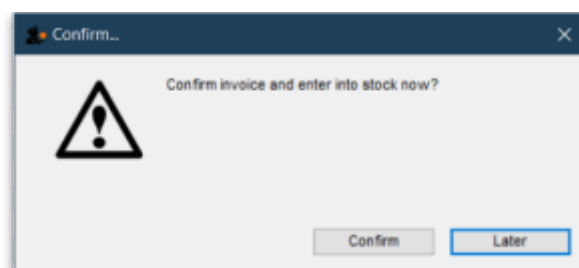 Confirm...
Confirm invoice and enter into stock now?
Confirm
Later